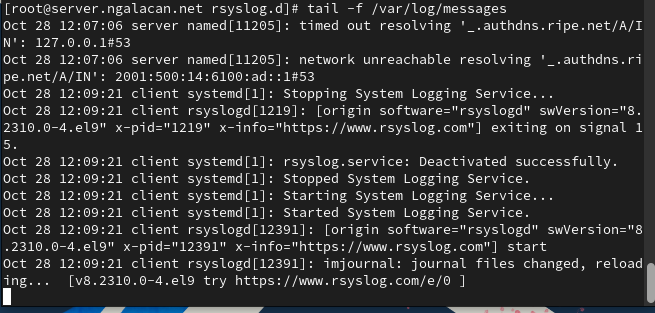 [root@server.ngalacan.net rsyslog.d]# tail -f /var/log/messages
Oct 28 12:07:06 server named[11205]: timed out resolving '_.authdns.ripe.net/A/I
N': 127.0.0.1#53
Oct 28 12:07:06 server named[11205]: network unreachable resolving '_.authdns.ri
pe.net/A/IN': 2001:500:14:6100:ad::1#53
Oct 28 12:09:21 client systemd[1]: Stopping System Logging Service...
Oct 28 12:09:21 client rsyslogd[1219]: [origin software="rsyslogd" swVersion="8.
2310.0-4.el9" x-pid="1219" x-info="https://www.rsyslog.com"] exiting on signal 1
5.
Oct 28 12:09:21 client systemd[1]: rsyslog.service: Deactivated successfully.
Oct 28 12:09:21 client systemd[1]: Stopped System Logging Service.
Oct 28 12:09:21 client systemd[1]: Starting System Logging Service...
Oct 28 12:09:21 client systemd[1]: Started System Logging Service.
Oct 28 12:09:21 client rsyslogd[12391]: [origin software="rsyslogd" swVersion="8
.2310.0-4.el9" x-pid="12391" x-info="https://www.rsyslog.com"] start
Oct 28 12:09:21 client rsyslogd[12391]: imjournal: journal files changed, reload
ing...  [v8.2310.0-4.el9 try https://www.rsyslog.com/e/0 ]